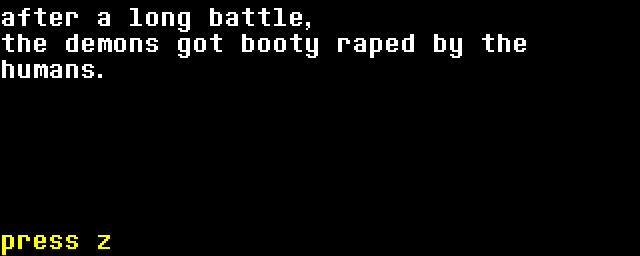 after a long battle,
the demons got booty raped by the
humans.
press z